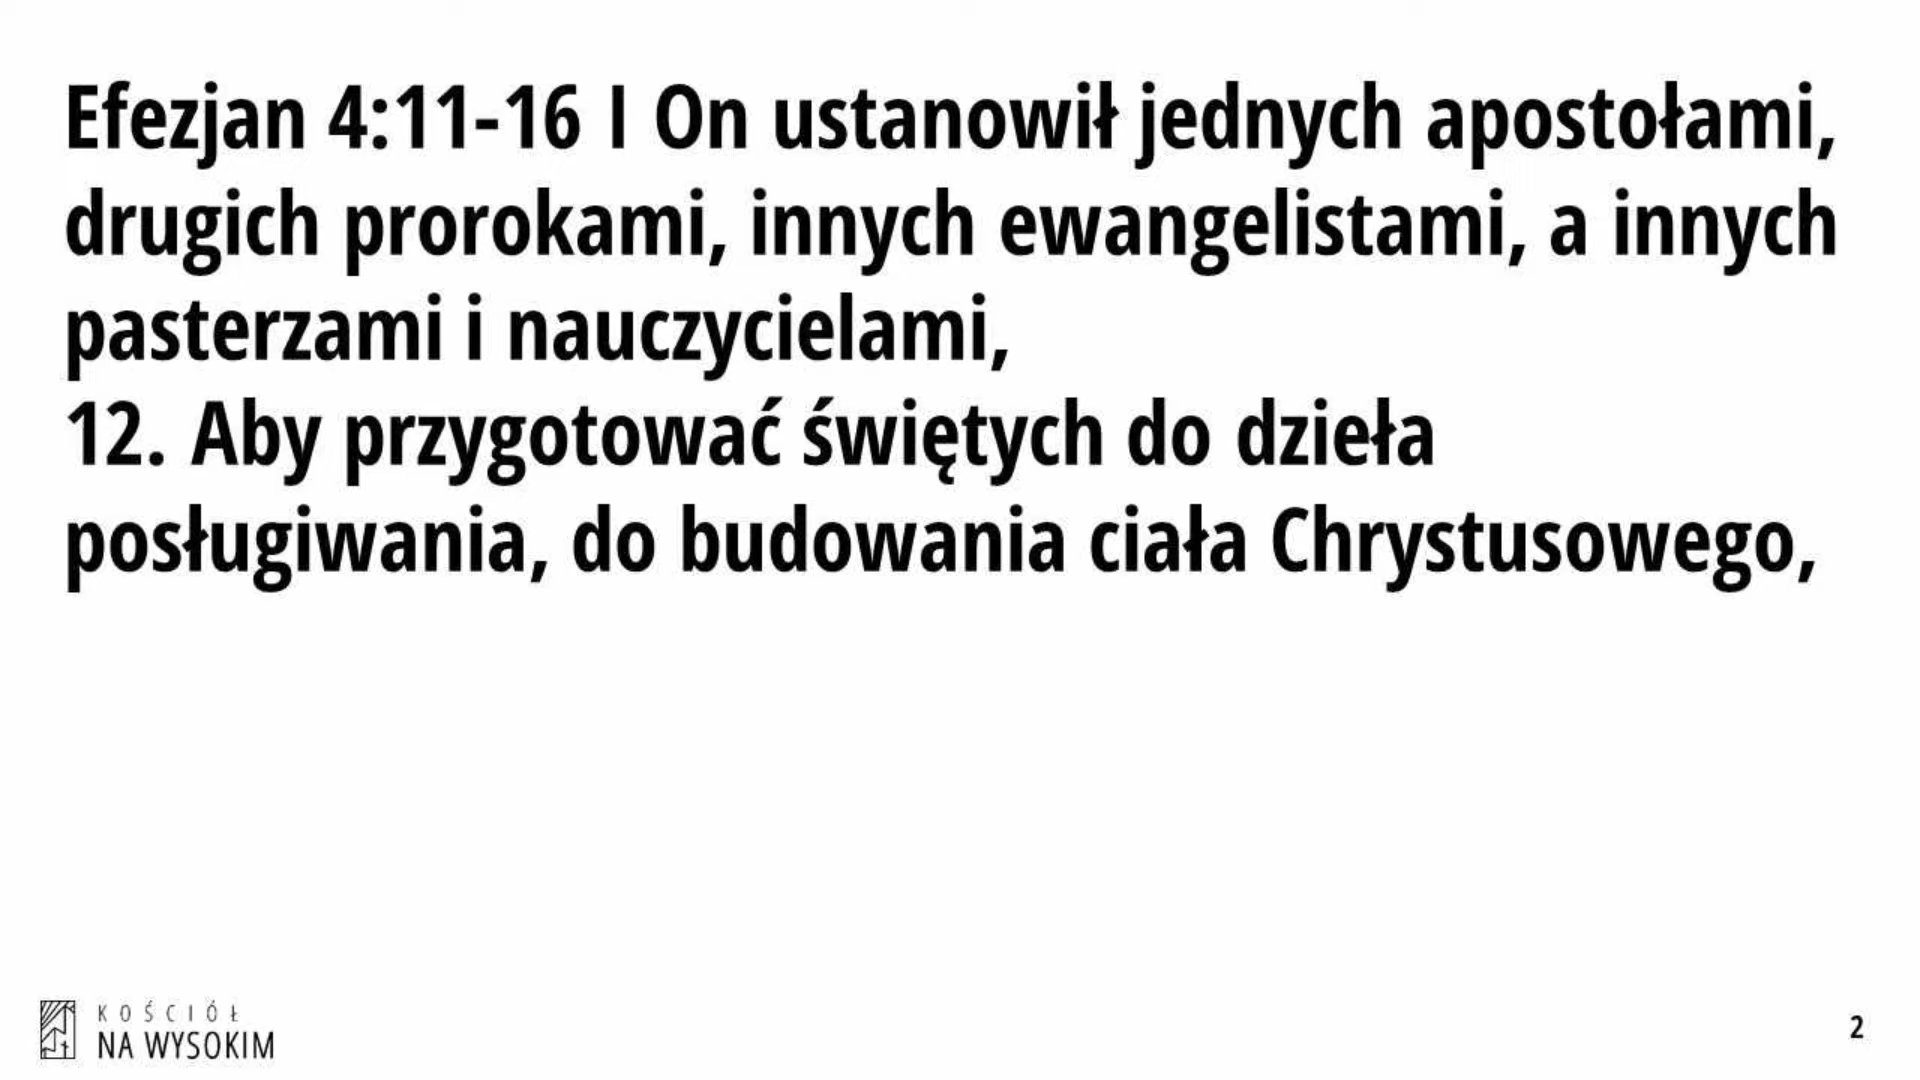 Efezjan 4:11-16 I On ustanowił jednych apostołami,
drugich prorokami, innych ewangelistami, a innych
pasterzami i nauczycielami,
12. Aby przygotować świętych do dzieła
posługiwania, do budowania ciała Chrystusowego,
KOŚCIÓŁ
NA WYSOKIM
2